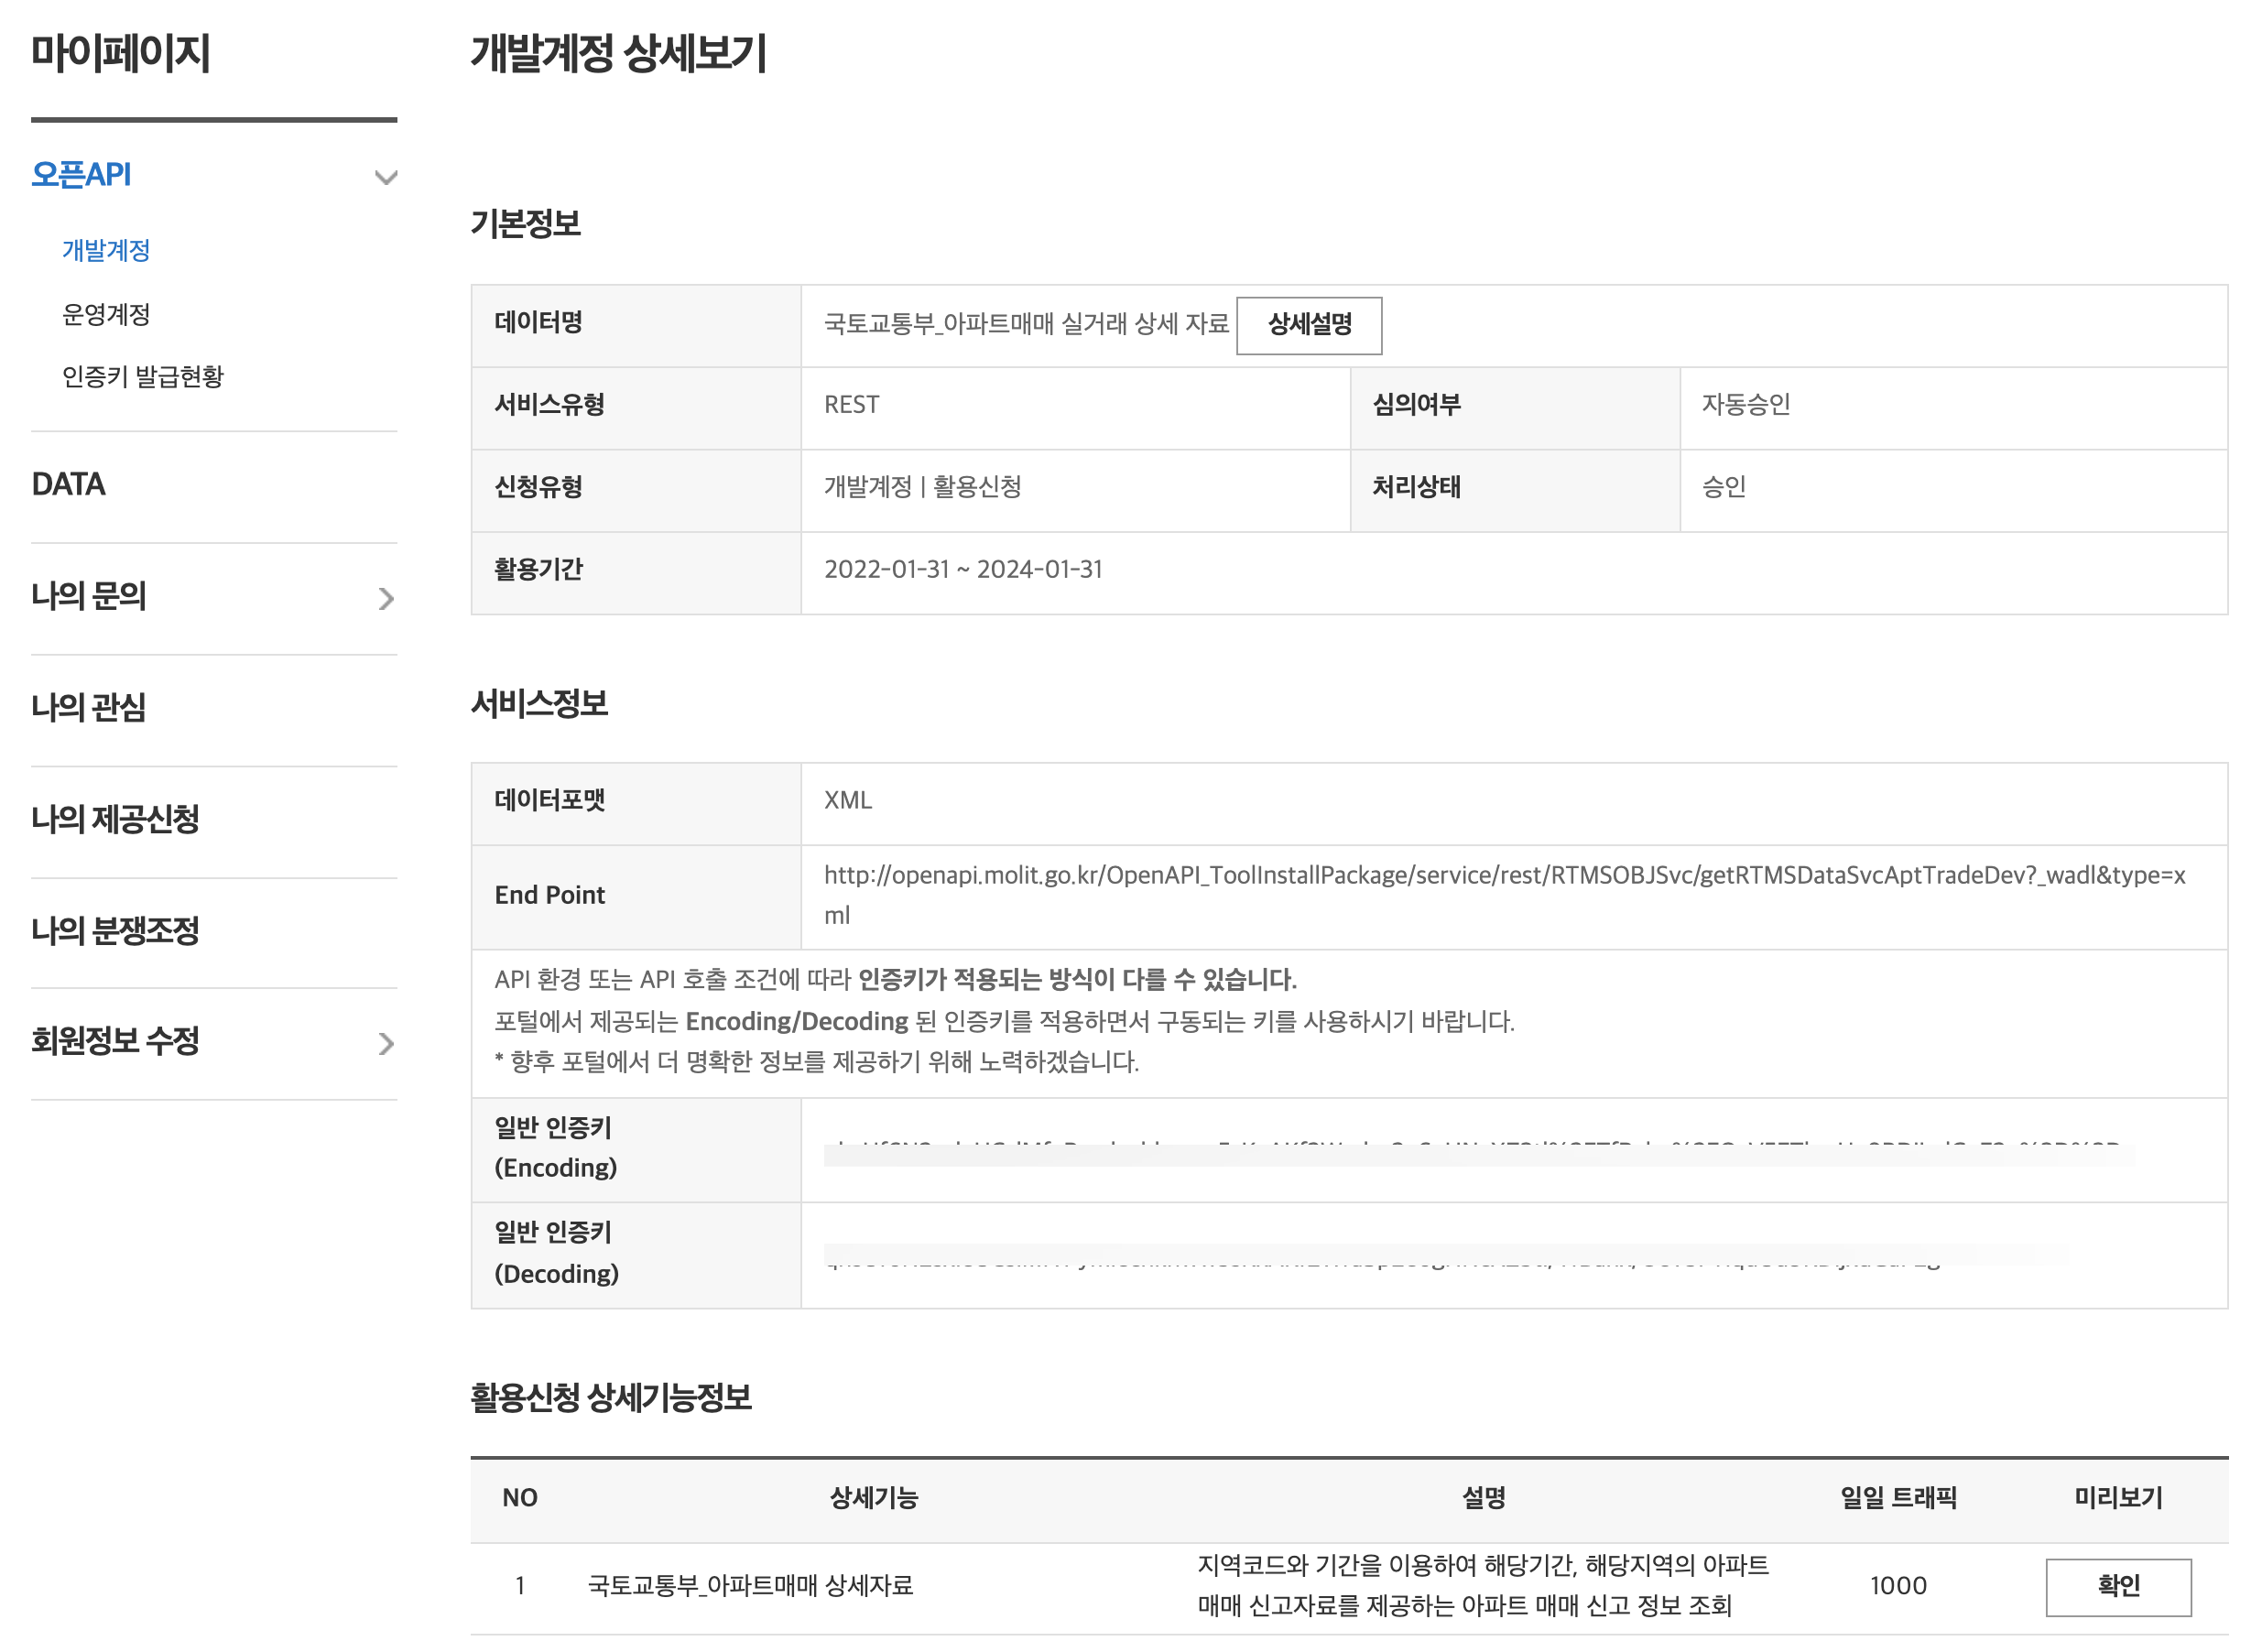 마이페이지
오픈API
개발계정
운영계정
인증키 발급현황
DATA
나의 문의
나의 관심
나의 제공신청
나의 분쟁조정
회원정보 수정
개발계정 상세보기
기본정보
데이터명 국토교통부_아파트매매 실거래 상세 자료 상세설명
서비스유형 REST 심의여부 자동승인
신청유형 개발계정 | 활용신청 처리상태 승인
활용기간 2022-01-31 ~ 2024-01-31
서비스정보
데이터포맷 XML
End Point http://openapi.molit.go.kr/OpenAPI_ToolInstallPackage/service/rest/RTMSOBJSvc/getRTMSDataSvcAptTradeDev?_wadl&type=x
ml
API 환경 또는 API 호출 조건에 따라 인증키가 적용되는 방식이 다를 수 있습니다.
포털에서 제공되는 Encoding/Decoding 된 인증키를 적용하면서 구동되는 키를 사용하시기 바랍니다.
* 향후 포털에서 더 명확한 정보를 제공하기 위해 노력하겠습니다.
일반 인증키
(Encoding)
일반 인증키
(Decoding)
활용신청 상세기능정보
NO 상세기능 설명 일일 트래픽 미리보기
1 국토교통부_아파트매매 상세자료 지역코드와 기간을 이용하여 해당기간, 해당지역의 아파트
매매 신고자료를 제공하는 아파트 매매 신고 정보 조회 1000 확인